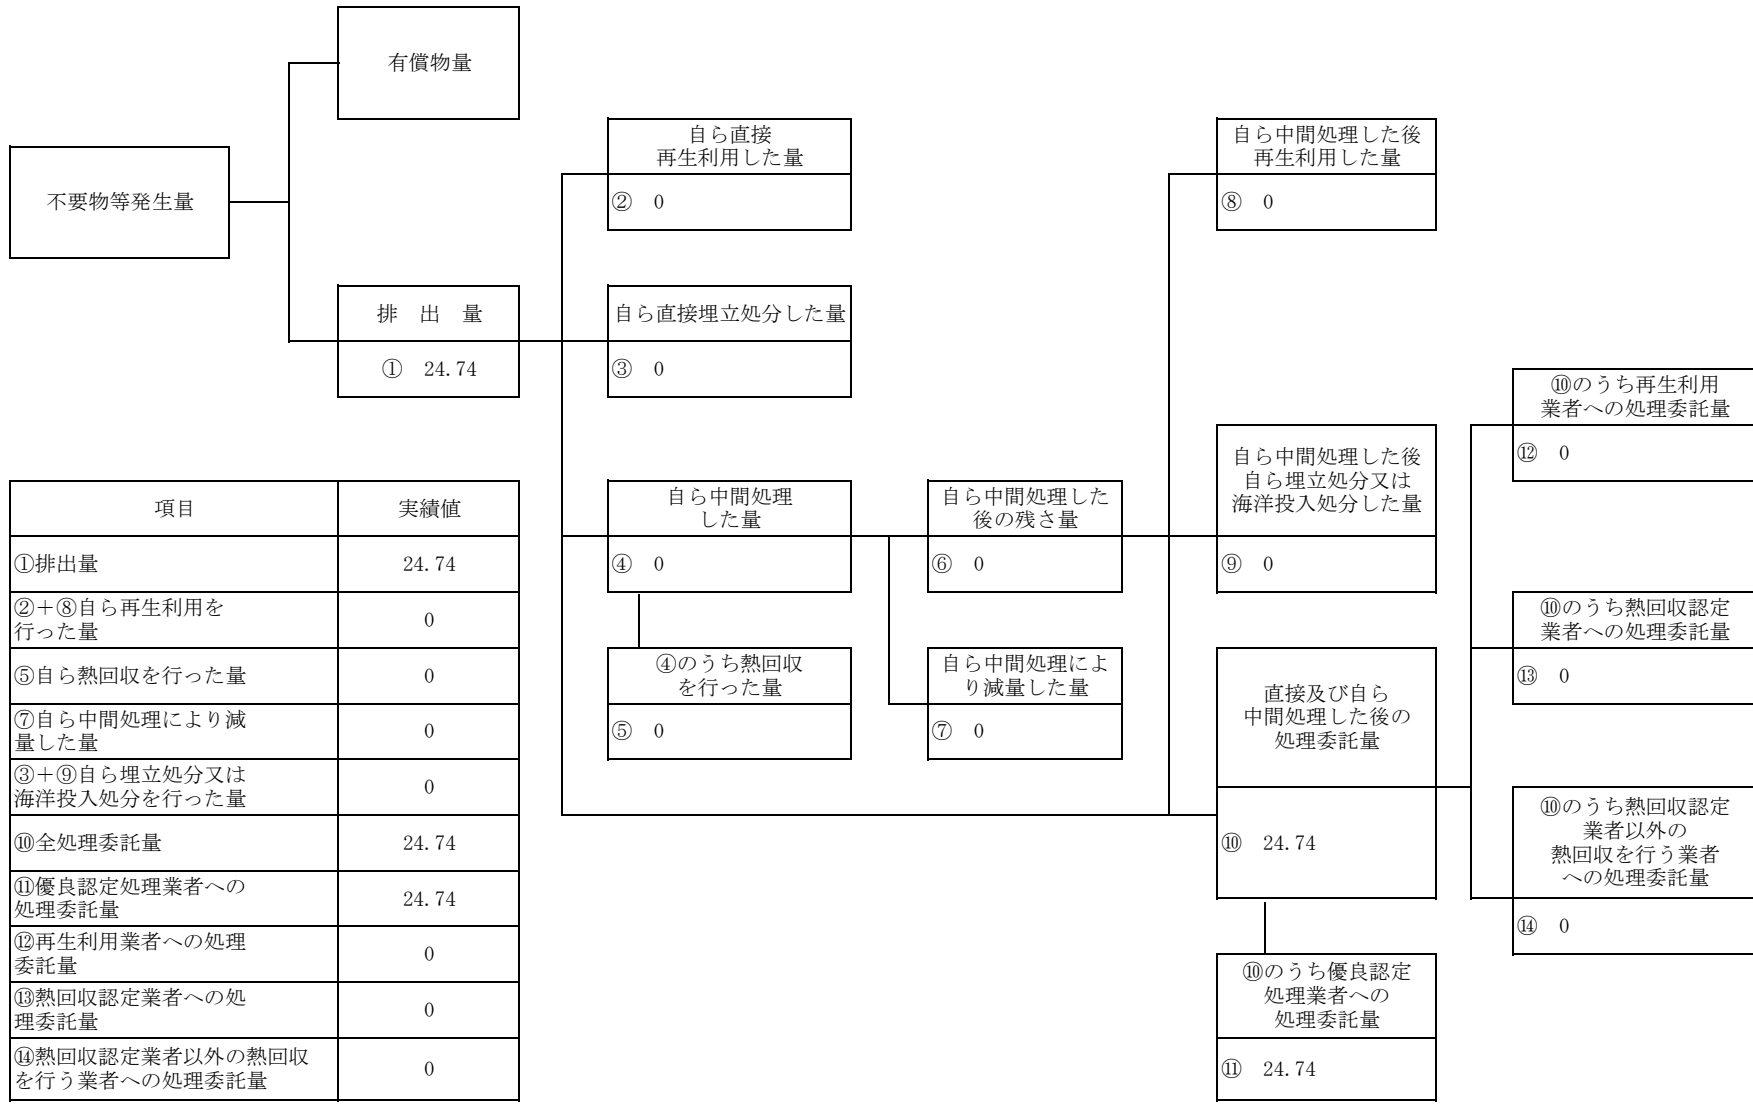 有償物量
不要物等発生量
排　出　量
①　24.74
自ら直接
再生利用した量
②　0
自ら直接埋立処分した量
③　0
自ら中間処理
した量
④　0
④のうち熱回収
を行った量
⑤　0
自ら中間処理した
後の残さ量
⑥　0
自ら中間処理によ
り減量した量
⑦　0
自ら中間処理した後
再生利用した量
⑧　0
自ら中間処理した後
自ら埋立処分又は
海洋投入処分した量
⑨　0
直接及び自ら
中間処理した後の
処理委託量
⑩　24.74
⑩のうち優良認定
処理業者への
処理委託量
⑪　24.74
⑩のうち再生利用
業者への処理委託量
⑫　0
⑩のうち熱回収認定
業者への処理委託量
⑬　0
⑩のうち熱回収認定
業者以外の
熱回収を行う業者
への処理委託量
⑭　0
項目　実績値
①排出量　24.74
②＋⑧自ら再生利用を
行った量　0
⑤自ら熱回収を行った量　0
⑦自ら中間処理により減
量した量　0
③＋⑨自ら埋立処分又は
海洋投入処分を行った量　0
⑩全処理委託量　24.74
⑪優良認定処理業者への
処理委託量　24.74
⑫再生利用業者への処理
委託量　0
⑬熱回収認定業者への処
理委託量　0
⑭熱回収認定業者以外の熱回収
を行う業者への処理委託量　0